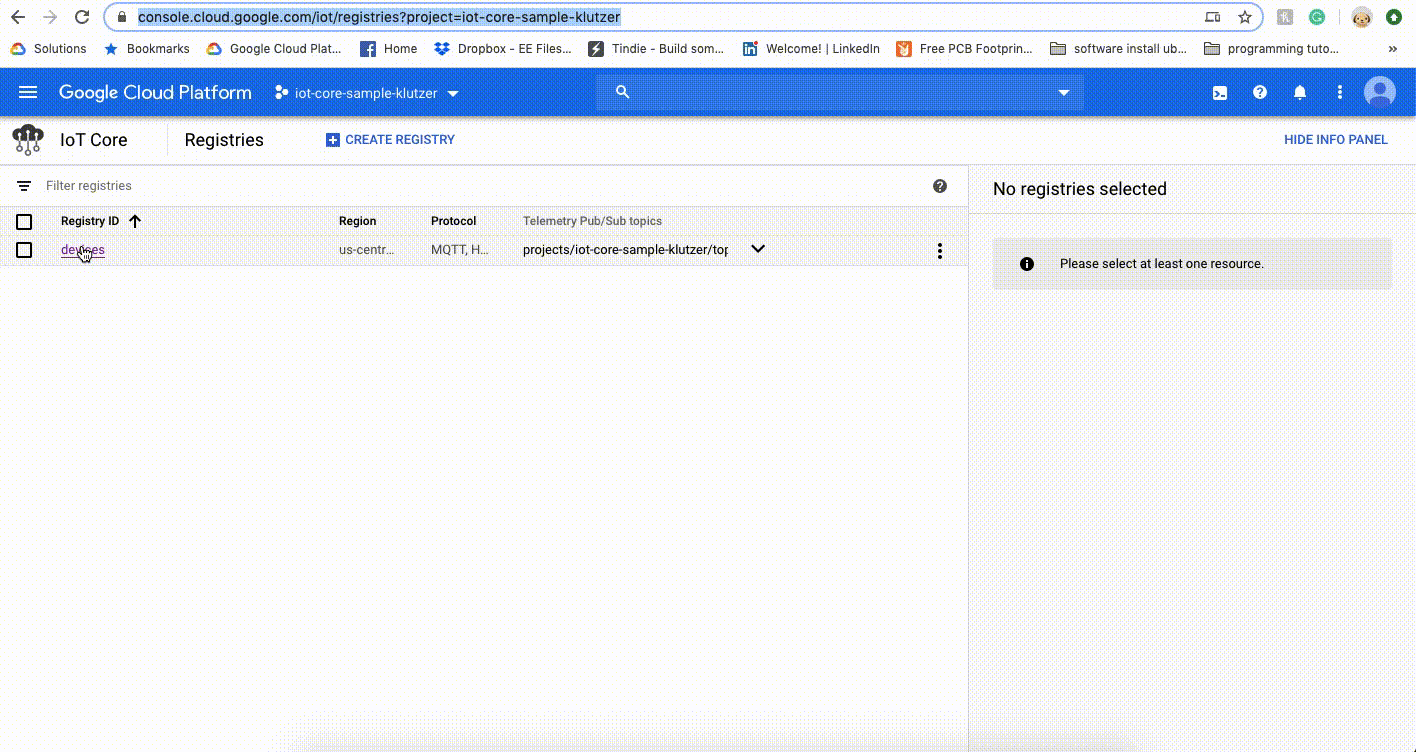 console.cloud.google.com/iot/registries?project=iot-core-sample-klutzer
Solutions Bookmarks Google Cloud Plat... Home Dropbox - EE Files... Tindie - Build som... Welcome! | LinkedIn Free PCB Footprin... software install ub... programming tuto... »
Google Cloud Platform iot-core-sample-klutzer
IoT Core Registries CREATE REGISTRY HIDE INFO PANEL
Filter registries
No registries selected
Registry ID Region Protocol Telemetry Pub/Sub topics
devices us-centr... MQTT, H... projects/iot-core-sample-klutzer/top
Please select at least one resource.